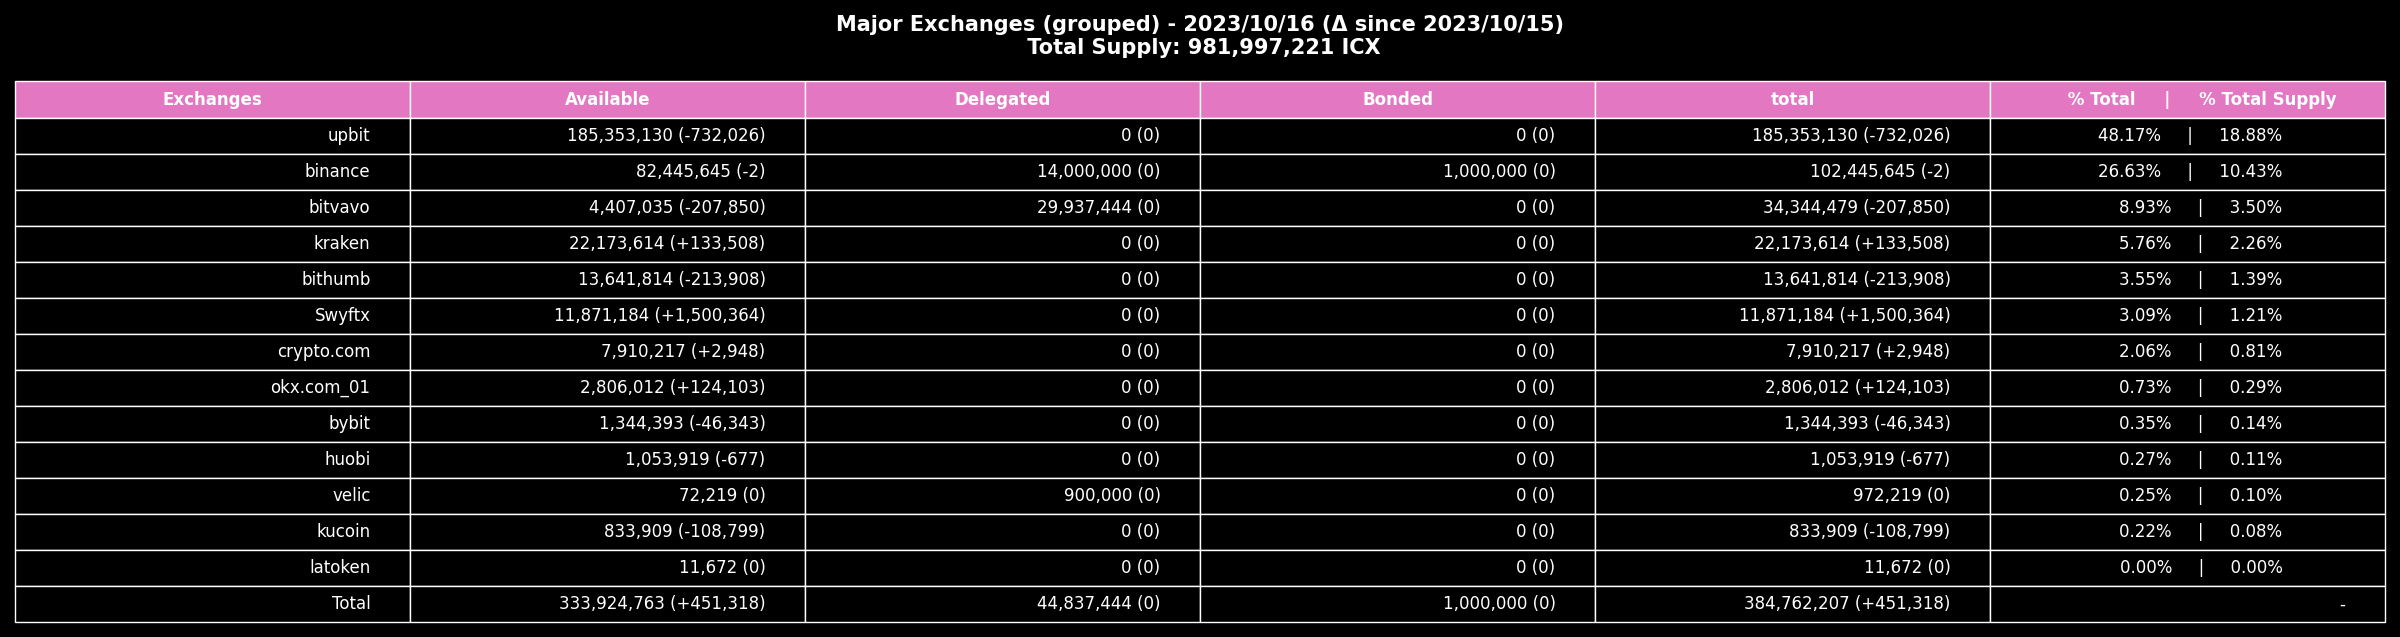 Major Exchanges (grouped) - 2023/10/16 (Δ since 2023/10/15)
Total Supply: 981,997,221 ICX
Exchanges Available Delegated Bonded total % Total | % Total Supply
upbit 185,353,130 (-732,026) 0 (0) 0 (0) 185,353,130 (-732,026) 48.17% | 18.88%
binance 82,445,645 (-2) 14,000,000 (0) 1,000,000 (0) 102,445,645 (-2) 26.63% | 10.43%
bitvavo 4,407,035 (-207,850) 29,937,444 (0) 0 (0) 34,344,479 (-207,850) 8.93% | 3.50%
kraken 22,173,614 (+133,508) 0 (0) 0 (0) 22,173,614 (+133,508) 5.76% | 2.26%
bithumb 13,641,814 (-213,908) 0 (0) 0 (0) 13,641,814 (-213,908) 3.55% | 1.39%
Swyftx 11,871,184 (+1,500,364) 0 (0) 0 (0) 11,871,184 (+1,500,364) 3.09% | 1.21%
crypto.com 7,910,217 (+2,948) 0 (0) 0 (0) 7,910,217 (+2,948) 2.06% | 0.81%
okx.com_01 2,806,012 (+124,103) 0 (0) 0 (0) 2,806,012 (+124,103) 0.73% | 0.29%
bybit 1,344,393 (-46,343) 0 (0) 0 (0) 1,344,393 (-46,343) 0.35% | 0.14%
huobi 1,053,919 (-677) 0 (0) 0 (0) 1,053,919 (-677) 0.27% | 0.11%
velic 72,219 (0) 900,000 (0) 0 (0) 972,219 (0) 0.25% | 0.10%
kucoin 833,909 (-108,799) 0 (0) 0 (0) 833,909 (-108,799) 0.22% | 0.08%
latoken 11,672 (0) 0 (0) 0 (0) 11,672 (0) 0.00% | 0.00%
Total 333,924,763 (+451,318) 44,837,444 (0) 1,000,000 (0) 384,762,207 (+451,318) -